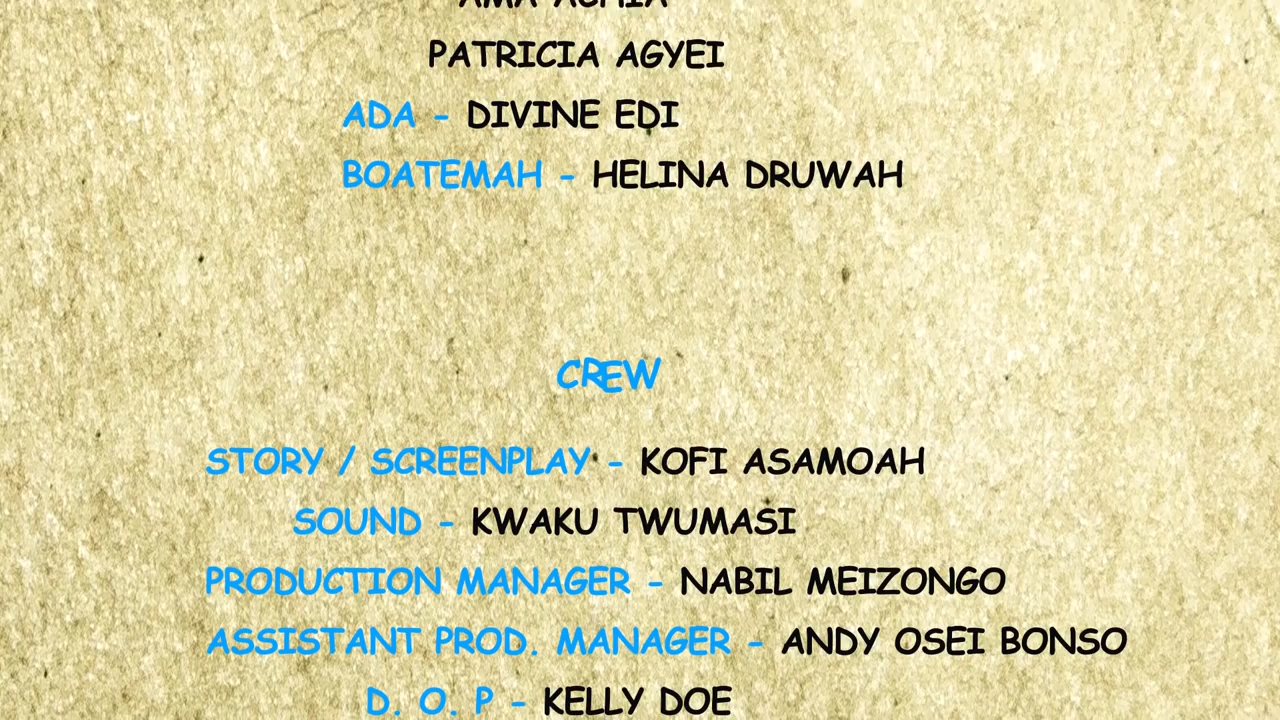 PATRICIA AGYEI
ADA - DIVINE EDI
BOATEMAH - HELINA DRUWAH
CREW
STORY / SCREENPLAY - KOFI ASAMOAH
SOUND - KWAKU TWUMASI
PRODUCTION MANAGER - NABIL MEIZONGO
ASSISTANT PROD. MANAGER - ANDY OSEI BONSO
D. O. P - KELLY DOE